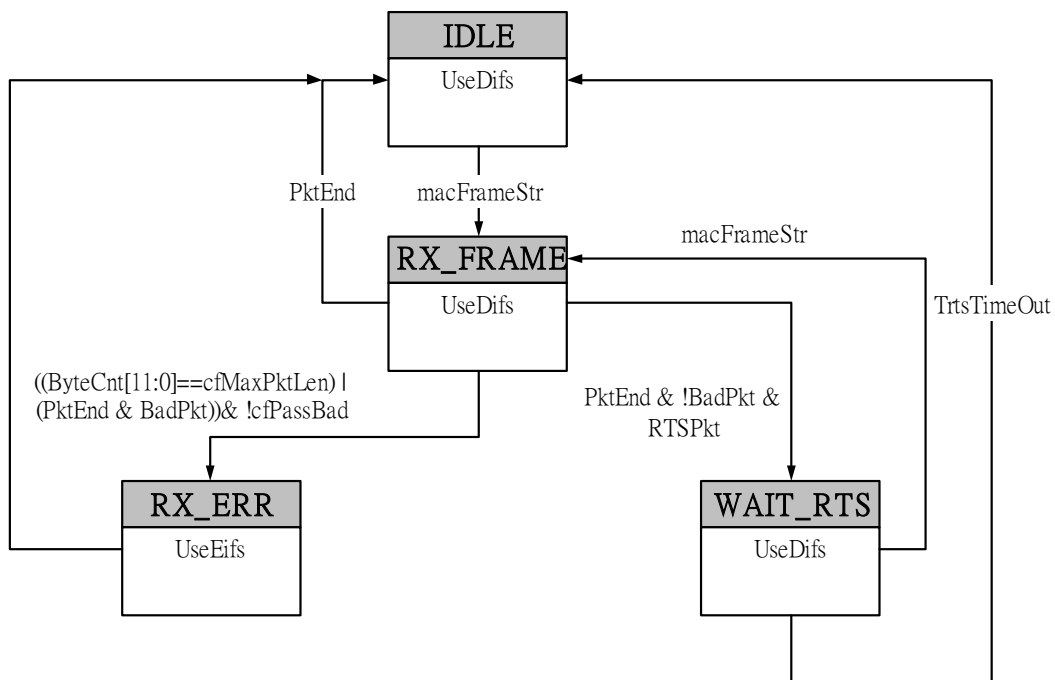 IDLE
UseDifs
PktEnd
macFrameStr
macFrameStr
RX_FRAME
UseDifs
TrtsTimeOut
((ByteCnt[11:0]==cfMaxPktLen) |
(PktEnd & BadPkt))& !cfPassBad
PktEnd & !BadPkt &
RTSPkt
RX_ERR
UseEifs
WAIT_RTS
UseDifs